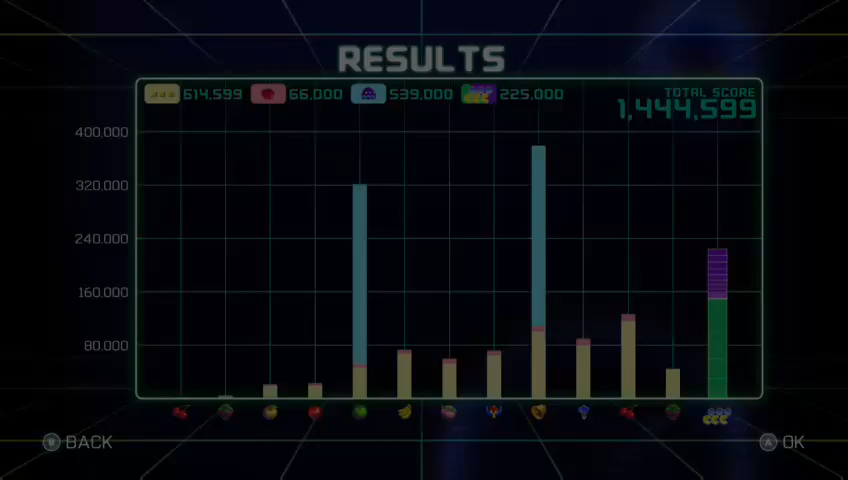 RESULTS
614,599 66,000 539,000 225,000
TOTAL SCORE
1,444,599
400,000
320,000
240,000
160,000
80,000
B BACK
A OK